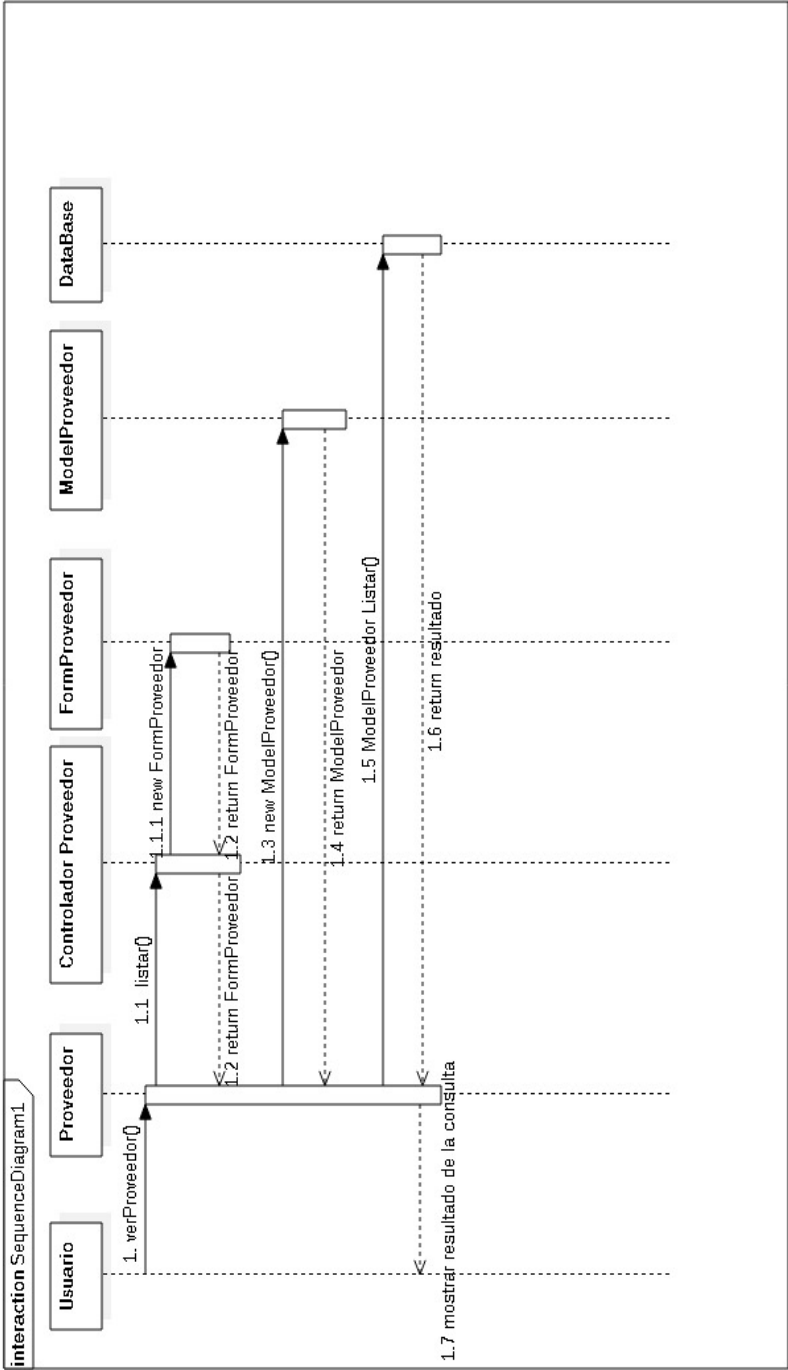 interaction SequenceDiagram1
Usuario
Proveedor
Controlador Proveedor
FormProveedor
ModelProveedor
DataBase
1. verProveedor()
1.1 listar()
1.1.1 new FormProveedor
1.2 return FormProveedor
1.2 return FormProveedor
1.3 new ModelProveedor()
1.4 return ModelProveedor
1.5 ModelProveedor Listar()
1.6 return resultado
1.7 mostrar resultado de la consulta